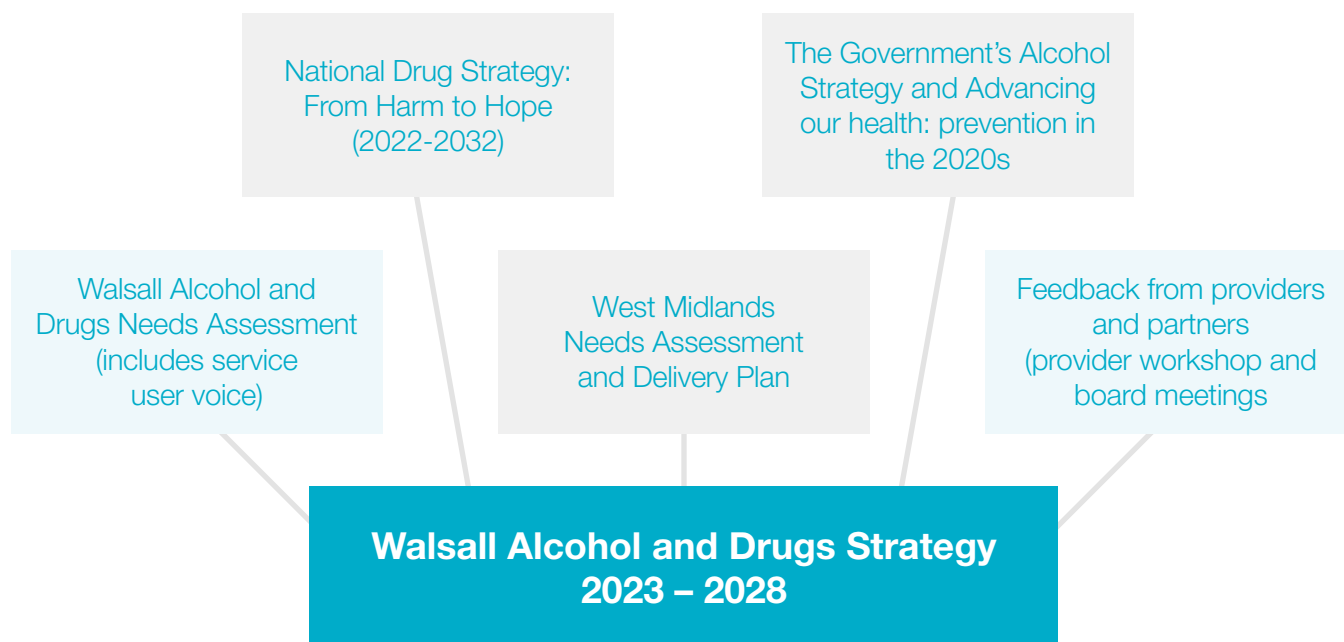 National Drug Strategy:
From Harm to Hope
(2022-2032)
The Government’s Alcohol
Strategy and Advancing
our health: prevention in
the 2020s
Walsall Alcohol and
Drugs Needs Assessment
(includes service
user voice)
West Midlands
Needs Assessment
and Delivery Plan
Feedback from providers
and partners
(provider workshop and
board meetings
Walsall Alcohol and Drugs Strategy
2023 – 2028